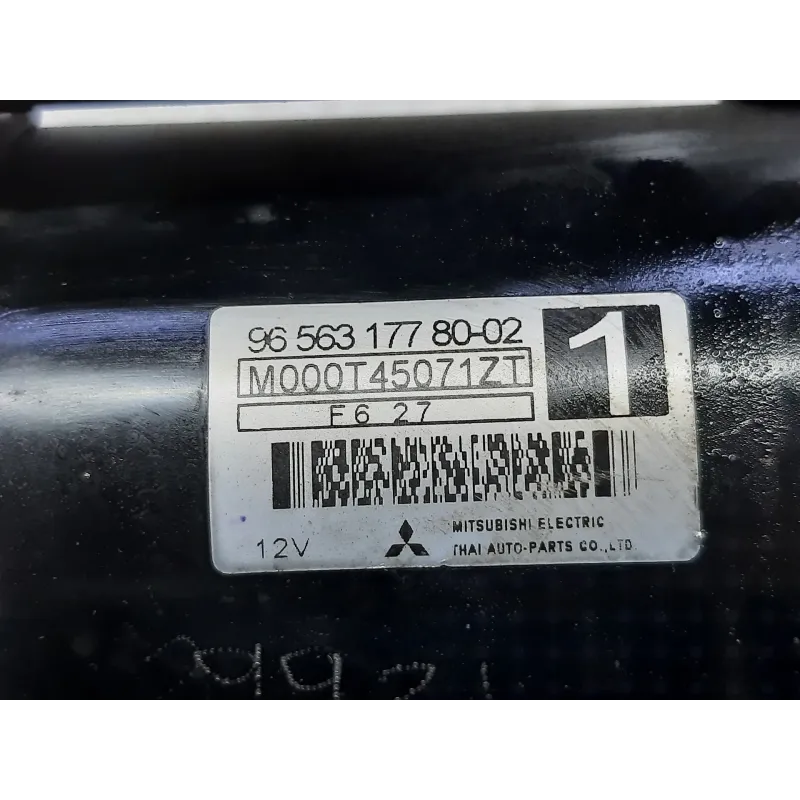 96 563 177 80-02
1
M000T45071ZT
F6 27
12V
MITSUBISHI ELECTRIC
THAI AUTO-PARTS CO.,LTD.